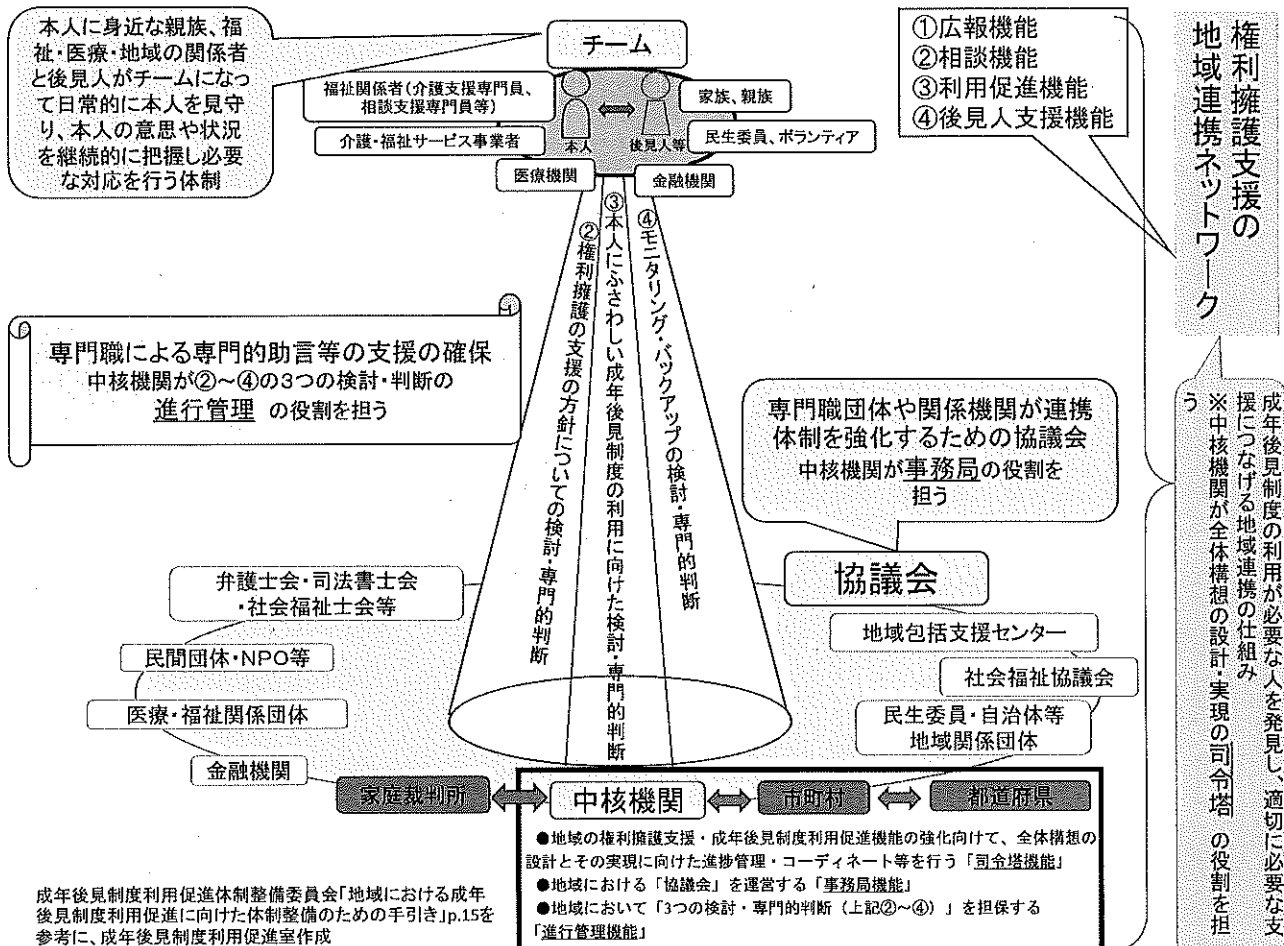 本人に身近な親族、福
祉・医療・地域の関係者
と後見人がチームになっ
て日常的に本人を見守
り、本人の意思や状況
を継続的に把握し必要
な対応を行う体制
チーム
福祉関係者(介護支援専門員、
相談支援専門員等)
介護・福祉サービス事業者
医療機関
本人
後見人等
家族、親族
民生委員、ボランティア
金融機関
①広報機能
②相談機能
③利用促進機能
④後見人支援機能
権利擁護支援の
地域連携ネットワーク
成年後見制度の利用が必要な人を発見し、適切に必要な支
援につなげる地域連携の仕組み
※中核機関が全体構想の設計・実現の司令塔 の役割を担
う
②権利擁護の支援の方針についての検討・専門的判断
③本人にふさわしい成年後見制度の利用に向けた検討・専門的判断
④モニタリング・バックアップの検討・専門的判断
専門職による専門的助言等の支援の確保
中核機関が②～④の3つの検討・判断の
進行管理 の役割を担う
専門職団体や関係機関が連携
体制を強化するための協議会
中核機関が事務局の役割を
担う
協議会
弁護士会・司法書士会
・社会福祉士会等
民間団体・NPO等
医療・福祉関係団体
金融機関
地域包括支援センター
社会福祉協議会
民生委員・自治体等
地域関係団体
家庭裁判所
中核機関
市町村
都道府県
●地域の権利擁護支援・成年後見制度利用促進機能の強化向けて、全体構想の
設計とその実現に向けた進捗管理・コーディネート等を行う「司令塔機能」
●地域における「協議会」を運営する「事務局機能」
●地域において「3つの検討・専門的判断（上記②～④）」を担保する
「進行管理機能」
成年後見制度利用促進体制整備委員会「地域における成年
後見制度利用促進に向けた体制整備のための手引き」p.15を
参考に、成年後見制度利用促進室作成